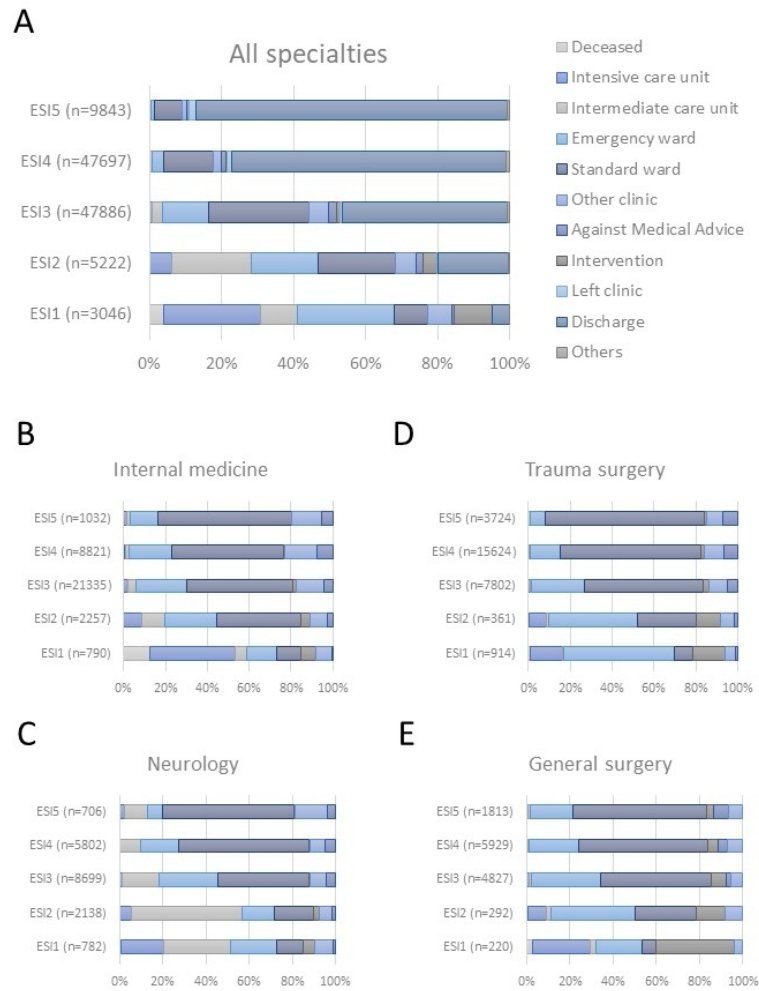 A
All specialties
ESI5 (n=9843)
ESI4 (n=47697)
ESI3 (n=47886)
ESI2 (n=5222)
ESI1 (n=3046)
0% 20% 40% 60% 80% 100%
Deceased
Intensive care unit
Intermediate care unit
Emergency ward
Standard ward
Other clinic
Against Medical Advice
Intervention
Left clinic
Discharge
Others
B
Internal medicine
ESI5 (n=1032)
ESI4 (n=8821)
ESI3 (n=21335)
ESI2 (n=2257)
ESI1 (n=790)
0% 20% 40% 60% 80% 100%
D
Trauma surgery
ESI5 (n=3724)
ESI4 (n=15624)
ESI3 (n=7802)
ESI2 (n=361)
ESI1 (n=914)
0% 20% 40% 60% 80% 100%
C
Neurology
ESI5 (n=706)
ESI4 (n=5802)
ESI3 (n=8699)
ESI2 (n=2138)
ESI1 (n=782)
0% 20% 40% 60% 80% 100%
E
General surgery
ESI5 (n=1813)
ESI4 (n=5929)
ESI3 (n=4827)
ESI2 (n=292)
ESI1 (n=220)
0% 20% 40% 60% 80% 100%